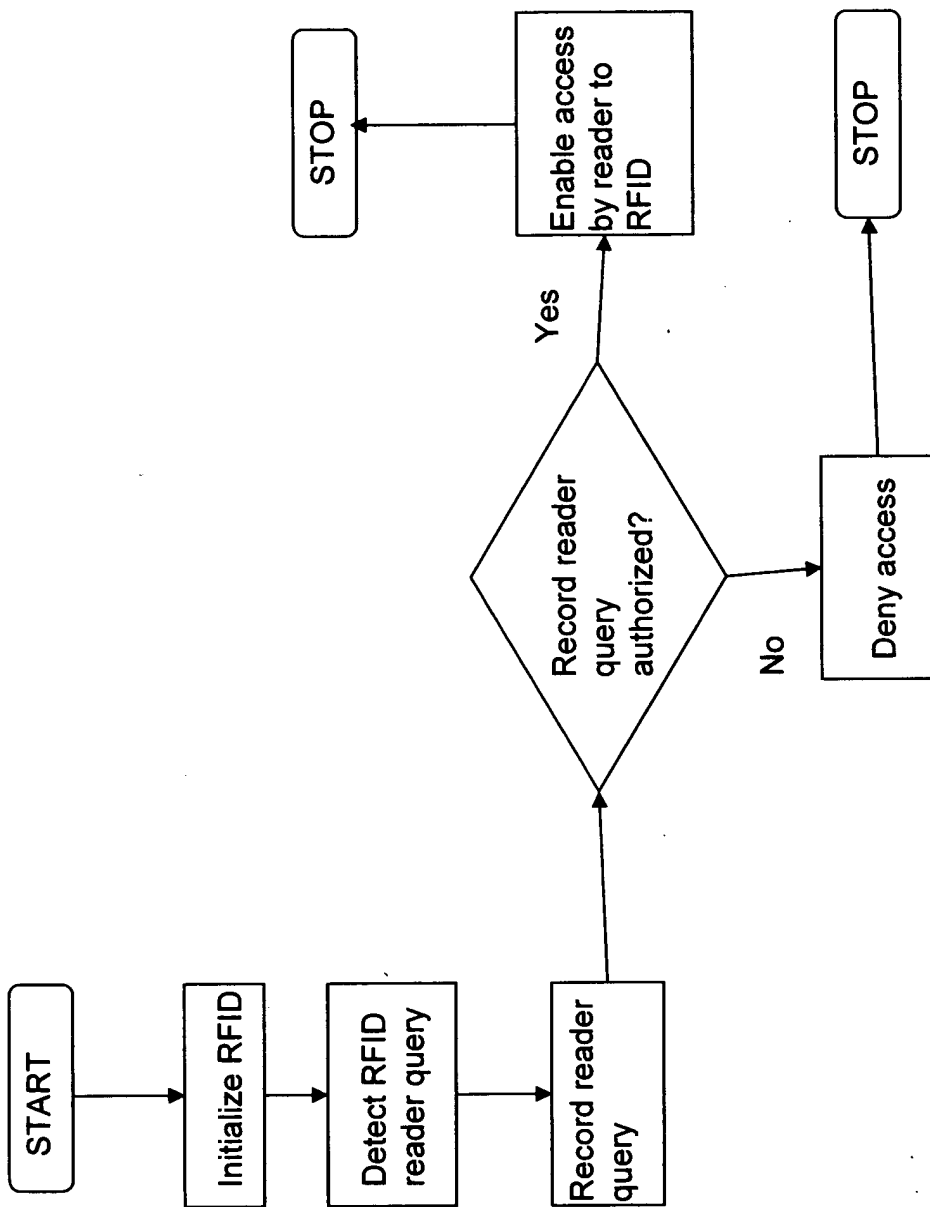 START
Initialize RFID
Detect RFID
reader query
Record reader
query
Record reader
query
authorized?
Yes
Enable access
by reader to
RFID
STOP
No
Deny access
STOP